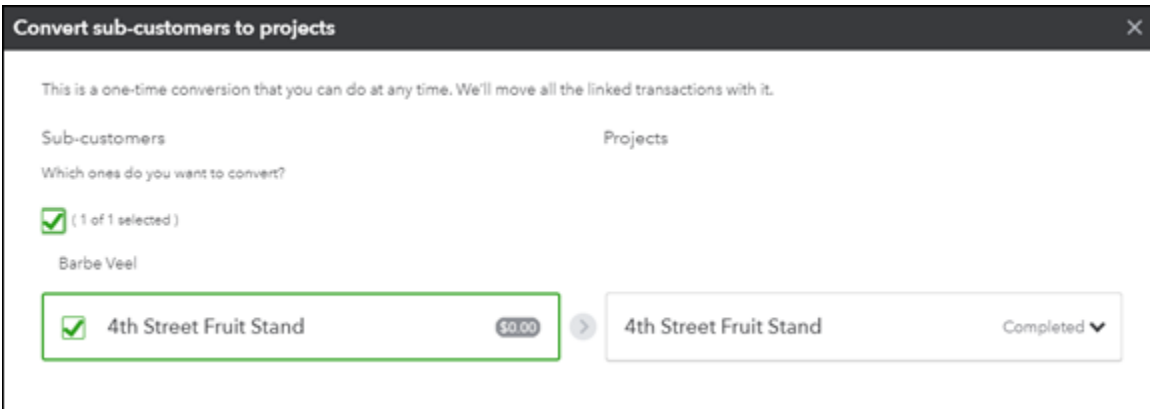 Convert sub-customers to projects
This is a one-time conversion that you can do at any time. We'll move all the linked transactions with it.
Sub-customers
Projects
Which ones do you want to convert?
( 1 of 1 selected )
Barbe Veel
4th Street Fruit Stand $0.00
4th Street Fruit Stand Completed